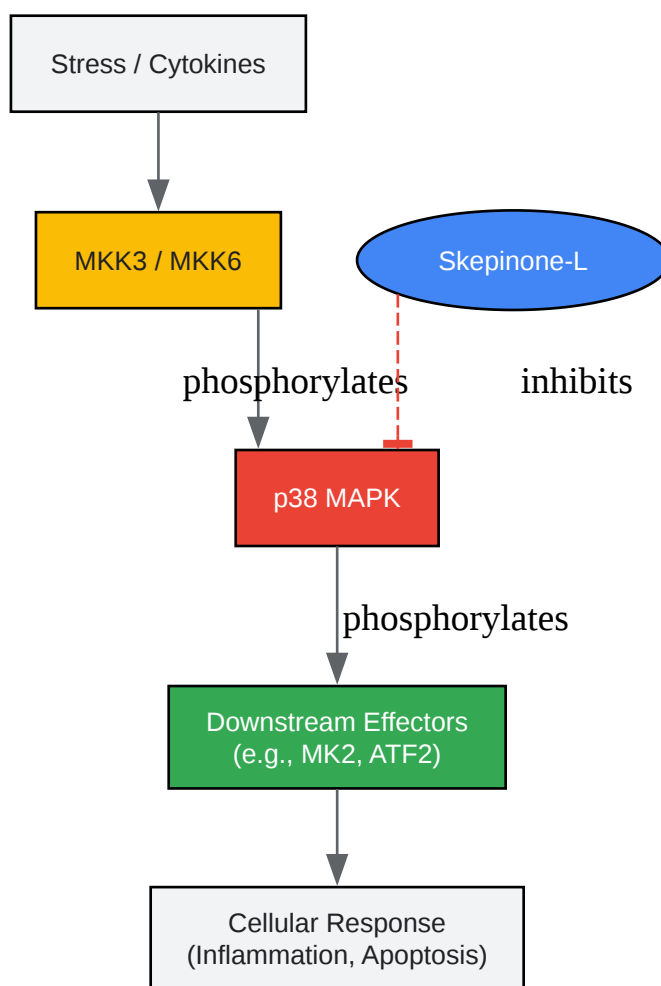 Stress / Cytokines
MKK3 / MKK6
Skepinone-L
phosphorylates
inhibits
p38 MAPK
phosphorylates
Downstream Effectors
(e.g., MK2, ATF2)
Cellular Response
(Inflammation, Apoptosis)